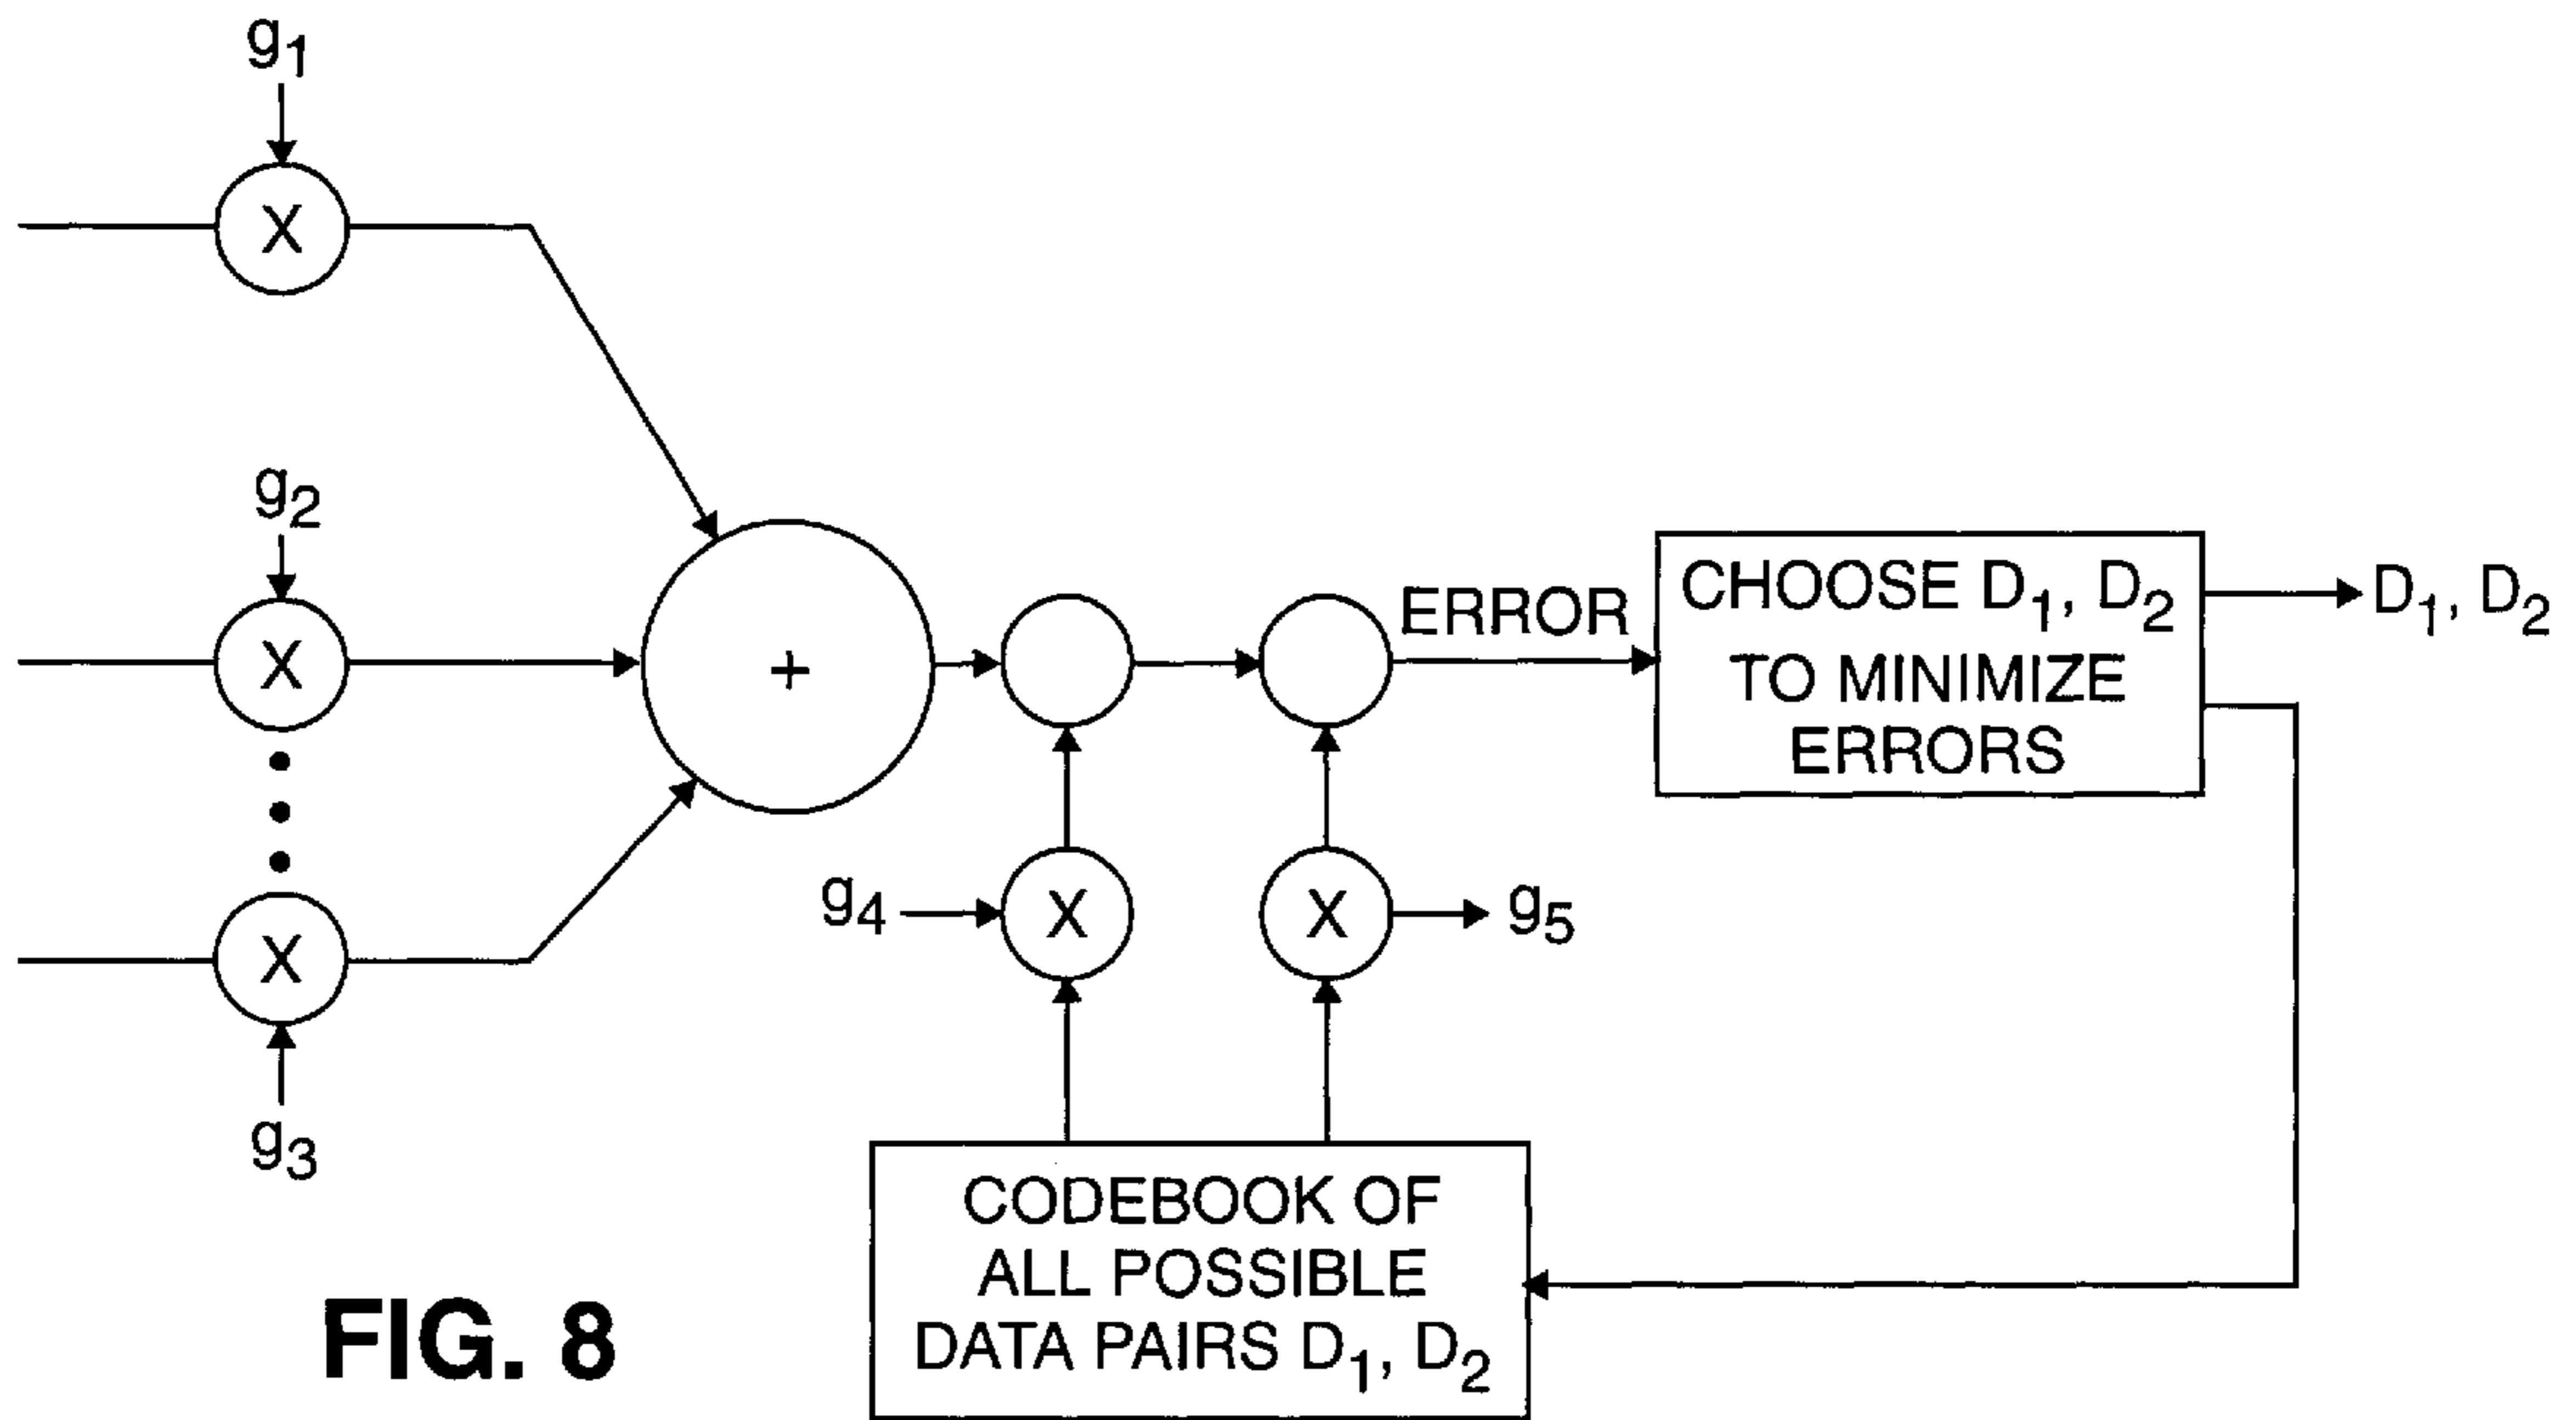 g1
X
g2
X
X
g3
+
g4
X
X
g5
ERROR
CHOOSE D1, D2
TO MINIMIZE
ERRORS
D1, D2
CODEBOOK OF
ALL POSSIBLE
DATA PAIRS D1, D2
FIG. 8